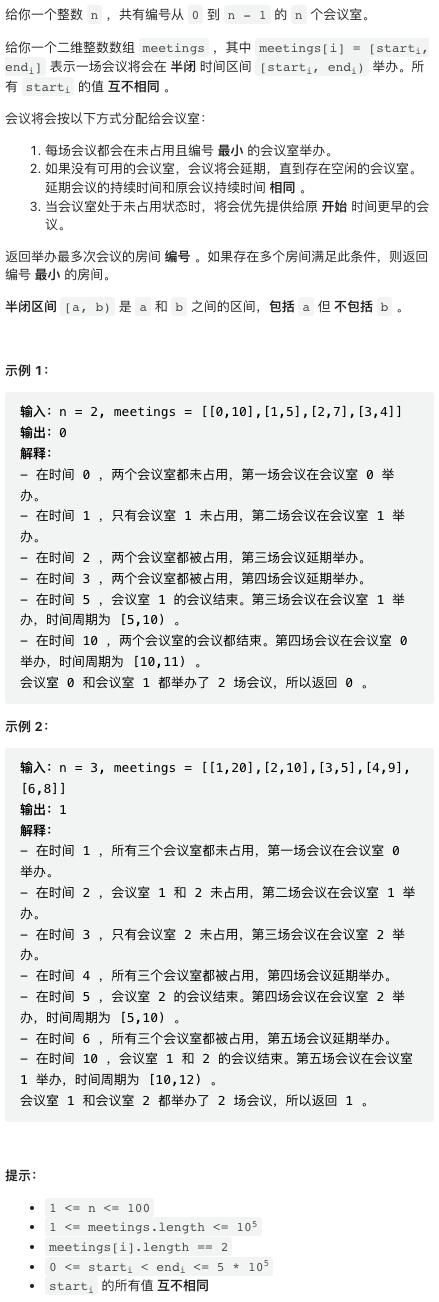 给你一个整数 n ，共有编号从 0 到 n - 1 的 n 个会议室。
给你一个二维整数数组 meetings ，其中 meetings[i] = [starti,
endi] 表示一场会议将会在 半闭 时间区间 [starti, endi) 举办。所
有 starti 的值 互不相同 。
会议将会按以下方式分配给会议室：
1. 每场会议都会在未占用且编号 最小 的会议室举办。
2. 如果没有可用的会议室，会议将会延期，直到存在空闲的会议室。
延期会议的持续时间和原会议持续时间 相同 。
3. 当会议室处于未占用状态时，将会优先提供给原 开始 时间更早的会
议。
返回举办最多次会议的房间 编号 。如果存在多个房间满足此条件，则返回
编号 最小 的房间。
半闭区间 [a, b) 是 a 和 b 之间的区间，包括 a 但 不包括 b 。
示例 1：
输入：n = 2, meetings = [[0,10],[1,5],[2,7],[3,4]]
输出：0
解释：
- 在时间 0 ，两个会议室都未占用，第一场会议在会议室 0 举
办。
- 在时间 1 ，只有会议室 1 未占用，第二场会议在会议室 1 举
办。
- 在时间 2 ，两个会议室都被占用，第三场会议延期举办。
- 在时间 3 ，两个会议室都被占用，第四场会议延期举办。
- 在时间 5 ，会议室 1 的会议结束。第三场会议在会议室 1 举
办，时间周期为 [5,10) 。
- 在时间 10 ，两个会议室的会议都结束。第四场会议在会议室 0
举办，时间周期为 [10,11) 。
会议室 0 和会议室 1 都举办了 2 场会议，所以返回 0 。
示例 2：
输入：n = 3, meetings = [[1,20],[2,10],[3,5],[4,9],
[6,8]]
输出：1
解释：
- 在时间 1 ，所有三个会议室都未占用，第一场会议在会议室 0
举办。
- 在时间 2 ，会议室 1 和 2 未占用，第二场会议在会议室 1 举
办。
- 在时间 3 ，只有会议室 2 未占用，第三场会议在会议室 2 举
办。
- 在时间 4 ，所有三个会议室都被占用，第四场会议延期举办。
- 在时间 5 ，会议室 2 的会议结束。第四场会议在会议室 2 举
办，时间周期为 [5,10) 。
- 在时间 6 ，所有三个会议室都被占用，第五场会议延期举办。
- 在时间 10 ，会议室 1 和 2 的会议结束。第五场会议在会议室
1 举办，时间周期为 [10,12) 。
会议室 1 和会议室 2 都举办了 2 场会议，所以返回 1 。
提示：
• 1 <= n <= 100
• 1 <= meetings.length <= 10⁵
• meetings[i].length == 2
• 0 <= starti < endi <= 5 * 10⁵
• starti 的所有值 互不相同